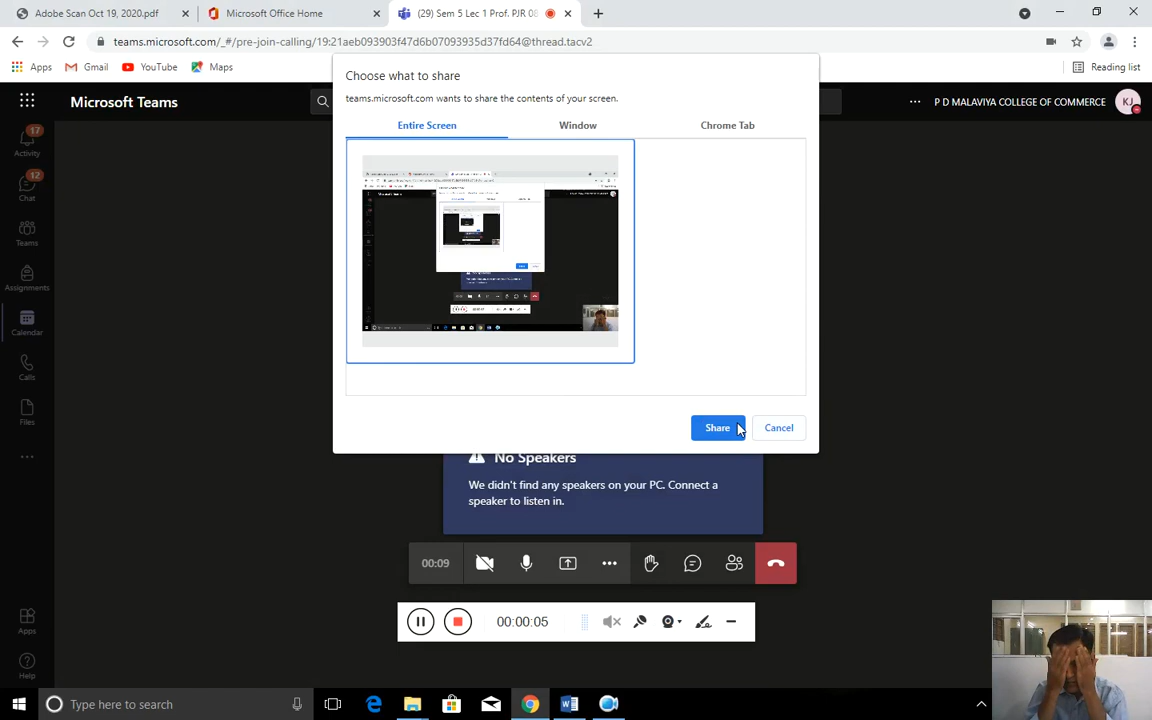 Adobe Scan Oct 19, 2020.pdf
Microsoft Office Home
(29) Sem 5 Lec 1 Prof. PJR 08
teams.microsoft.com/_#/pre-join-calling/19:21aeb093903f47d6b07093935d37fd64@thread.tacv2
Apps
Gmail
YouTube
Maps
Reading list
Microsoft Teams
P D MALAVIYA COLLEGE OF COMMERCE
KJ
17
Activity
12
Chat
Teams
Assignments
Calendar
Calls
Files
Apps
Help
Choose what to share
teams.microsoft.com wants to share the contents of your screen.
Entire Screen
Window
Chrome Tab
Share
Cancel
No Speakers
We didn't find any speakers on your PC. Connect a
speaker to listen in.
00:09
00:00:05
Type here to search